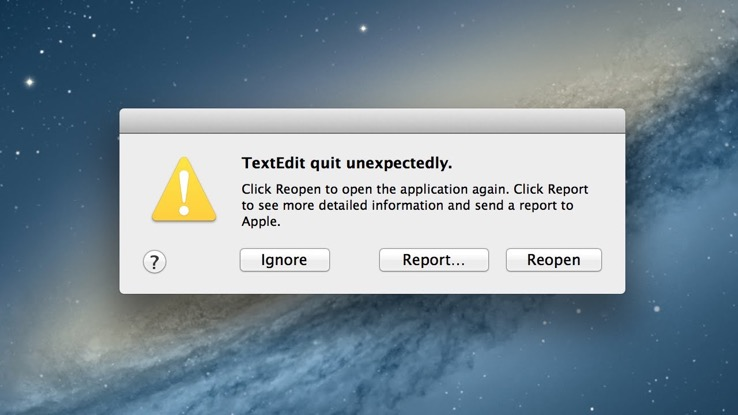 TextEdit quit unexpectedly.
Click Reopen to open the application again. Click Report
to see more detailed information and send a report to
Apple.
?
Ignore
Report…
Reopen